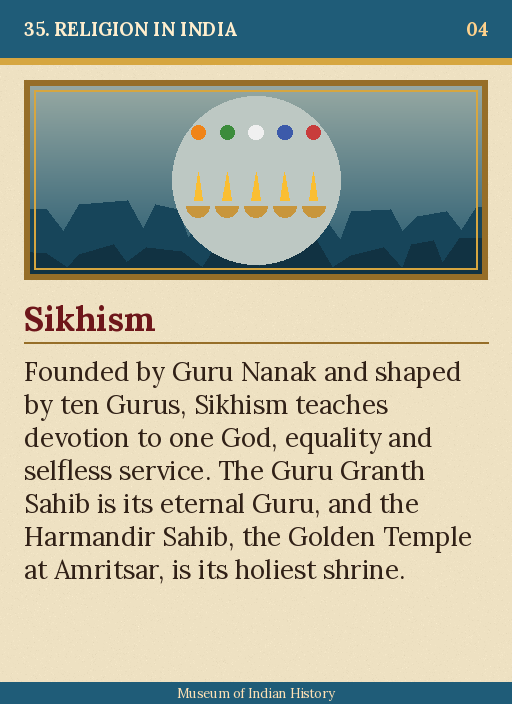 35. RELIGION IN INDIA
04
Sikhism
Founded by Guru Nanak and shaped
by ten Gurus, Sikhism teaches
devotion to one God, equality and
selfless service. The Guru Granth
Sahib is its eternal Guru, and the
Harmandir Sahib, the Golden Temple
at Amritsar, is its holiest shrine.
Museum of Indian History